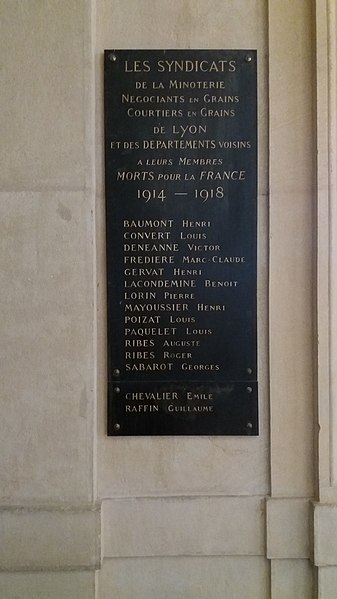 LES SYNDICATS
DE LA MINOTERIE
NEGOCIANTS EN GRAINS
COURTIERS EN GRAINS
DE LYON
ET DES DEPARTEMENTS VOISINS
A LEURS MEMBRES
MORTS POUR LA FRANCE
1914 — 1918
BAUMONT HENRI
CONVERT LOUIS
DENEANNE VICTOR
FREDIERE MARC-CLAUDE
GERVAT HENRI
LACONDEMINE BENOIT
LORIN PIERRE
MAYOUSSIER HENRI
POIZAT LOUIS
PAQUELET LOUIS
RIBES AUGUSTE
RIBES ROGER
SABAROT GEORGES
CHEVALIER EMILE
RAFFIN GUILLAUME